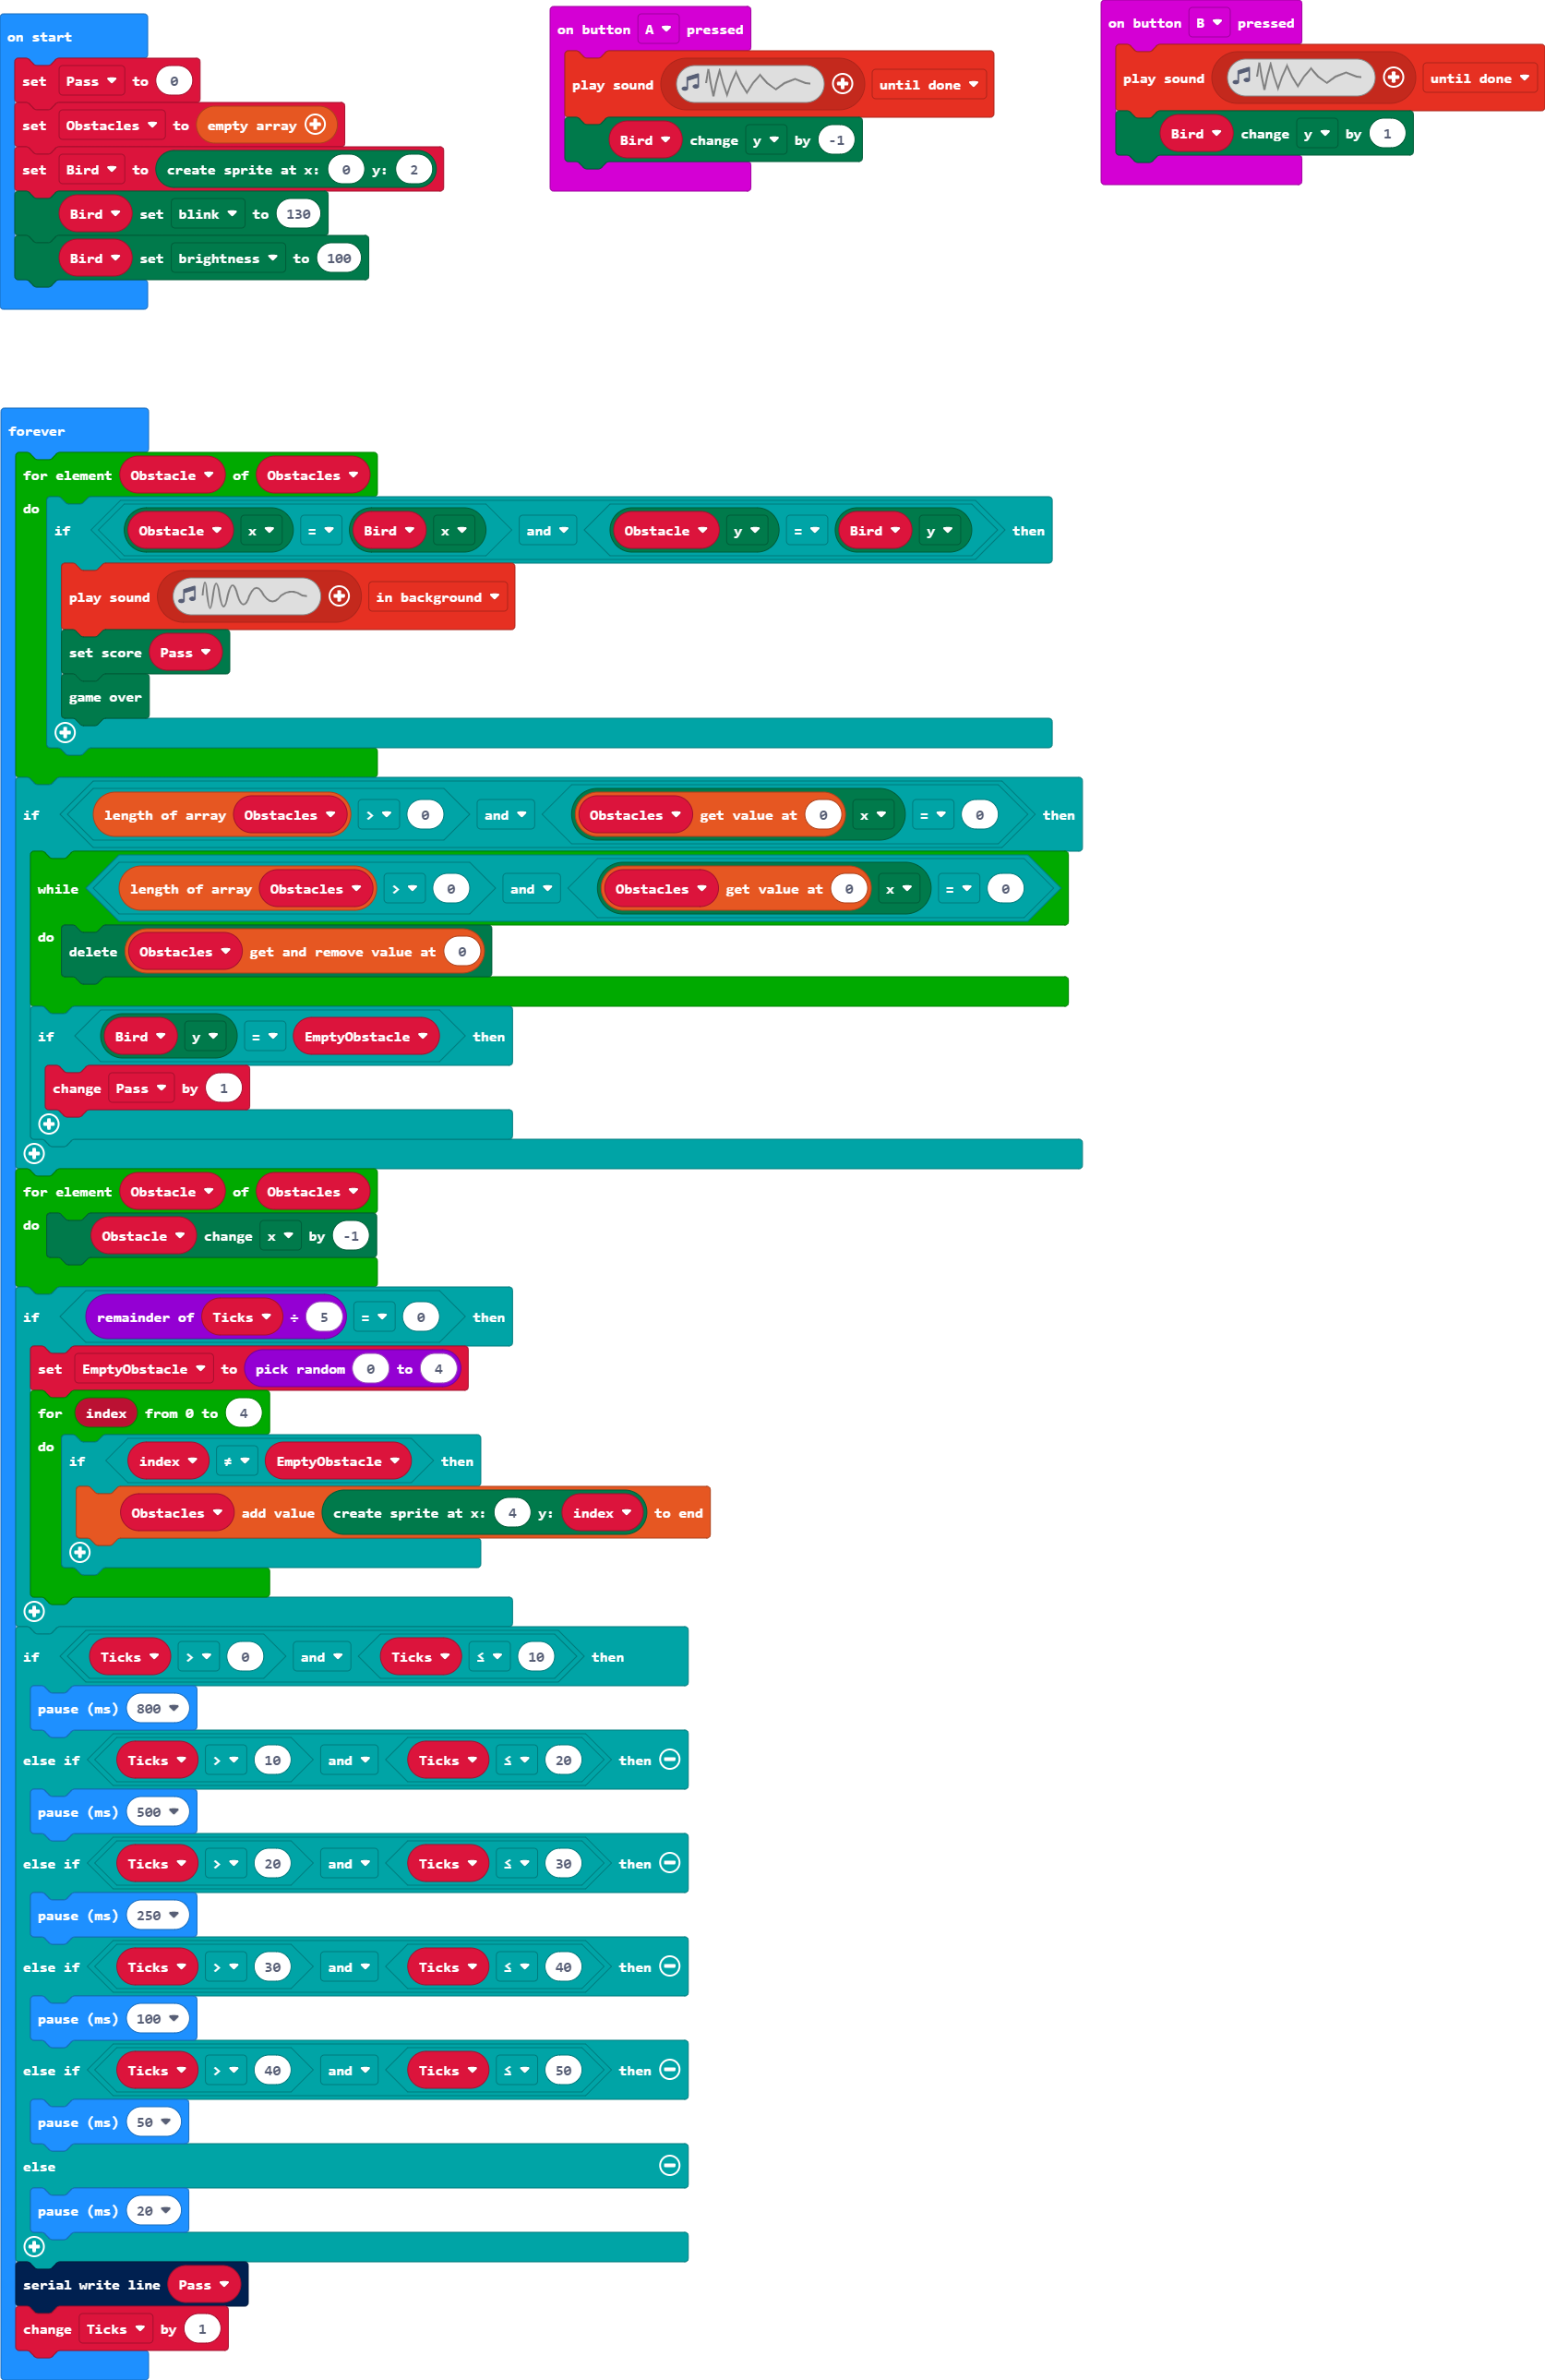 on start
set Pass to 0
set Obstacles to empty array
set Bird to create sprite at x: 0 y: 2
Bird set blink to 130
Bird set brightness to 100
on button A pressed
play sound until done
Bird change y by -1
on button B pressed
play sound until done
Bird change y by 1
forever
for element Obstacle of Obstacles
do
if Obstacle x = Bird x and Obstacle y = Bird y then
play sound in background
set score Pass
game over
if length of array Obstacles > 0 and Obstacles get value at 0 x = 0 then
while length of array Obstacles > 0 and Obstacles get value at 0 x = 0
do
delete Obstacles get and remove value at 0
if Bird y = EmptyObstacle then
change Pass by 1
for element Obstacle of Obstacles
do
Obstacle change x by -1
if remainder of Ticks ÷ 5 = 0 then
set EmptyObstacle to pick random 0 to 4
for index from 0 to 4
do
if index ≠ EmptyObstacle then
Obstacles add value create sprite at x: 4 y: index to end
if Ticks > 0 and Ticks ≤ 10 then
pause (ms) 800
else if Ticks > 10 and Ticks ≤ 20 then
pause (ms) 500
else if Ticks > 20 and Ticks ≤ 30 then
pause (ms) 250
else if Ticks > 30 and Ticks ≤ 40 then
pause (ms) 100
else if Ticks > 40 and Ticks ≤ 50 then
pause (ms) 50
else
pause (ms) 20
serial write line Pass
change Ticks by 1